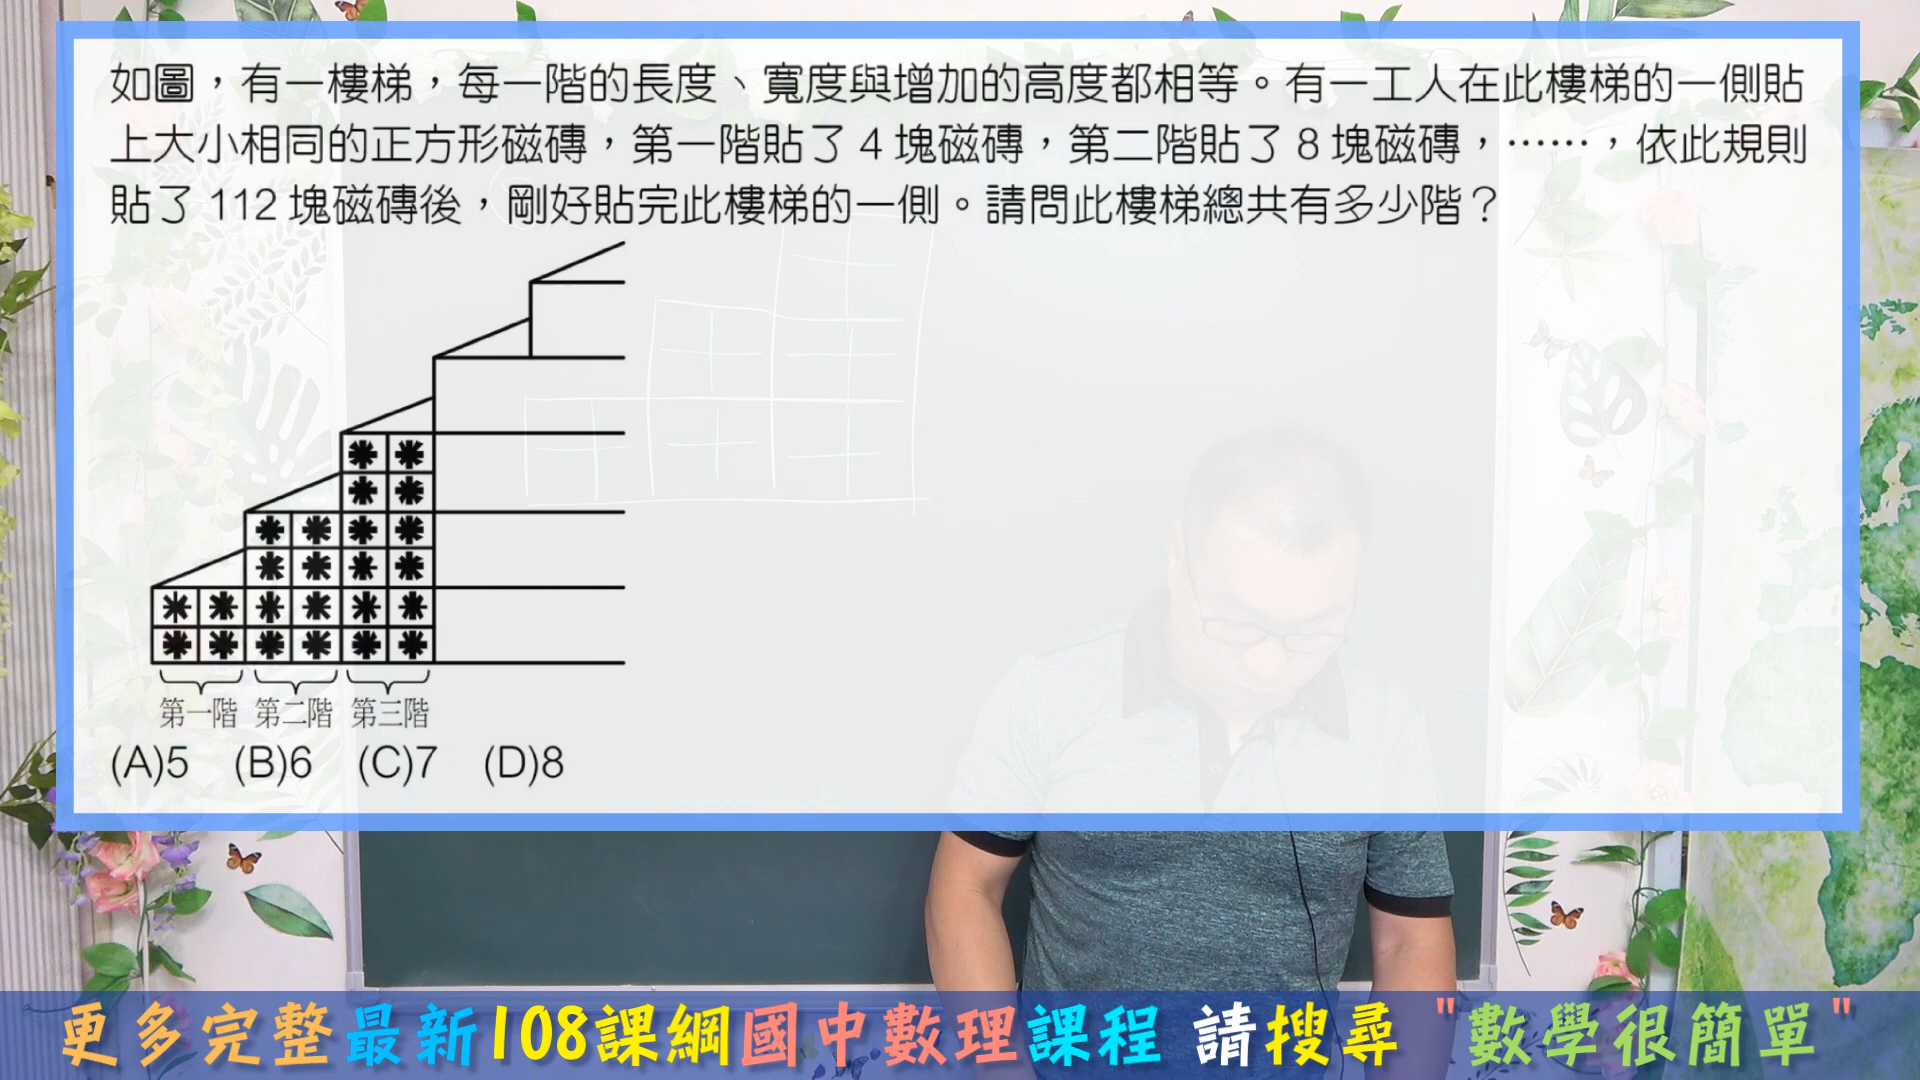 如圖，有一樓梯，每一階的長度、寬度與增加的高度都相等。有一工人在此樓梯的一側貼
上大小相同的正方形磁磚，第一階貼了 4 塊磁磚，第二階貼了 8 塊磁磚，……，依此規則
貼了 112 塊磁磚後，剛好貼完此樓梯的一側。請問此樓梯總共有多少階？
第一階 第二階 第三階
(A)5 (B)6 (C)7 (D)8
更多完整最新108課綱國中數理課程 請搜尋 "數學很簡單"